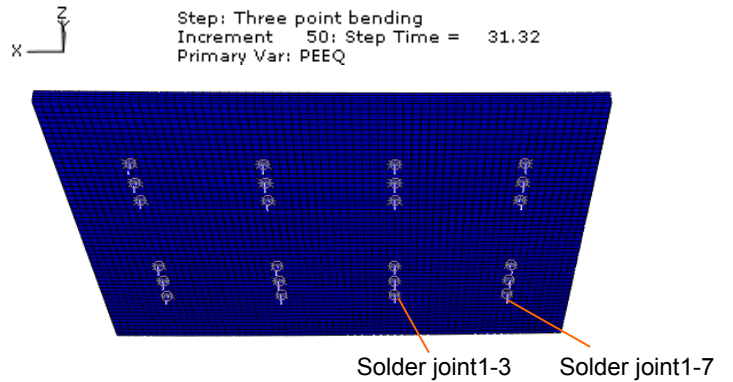 Z
Y
X
Step: Three point bending
Increment 50: Step Time = 31.32
Primary Var: PEEQ
Solder joint1-3 Solder joint1-7